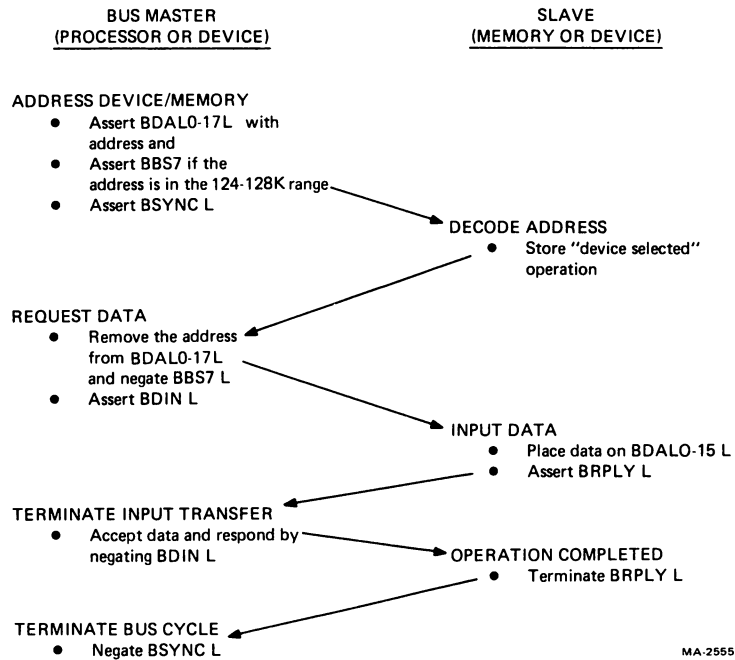 BUS MASTER
(PROCESSOR OR DEVICE)
SLAVE
(MEMORY OR DEVICE)
ADDRESS DEVICE/MEMORY
● Assert BDAL0-17L with
address and
● Assert BBS7 if the
address is in the 124-128K range
● Assert BSYNC L
DECODE ADDRESS
● Store "device selected"
operation
REQUEST DATA
● Remove the address
from BDAL0-17L
and negate BBS7 L
● Assert BDIN L
INPUT DATA
● Place data on BDALO-15 L
● Assert BRPLY L
TERMINATE INPUT TRANSFER
● Accept data and respond by
negating BDIN L
OPERATION COMPLETED
● Terminate BRPLY L
TERMINATE BUS CYCLE
● Negate BSYNC L
MA-2555